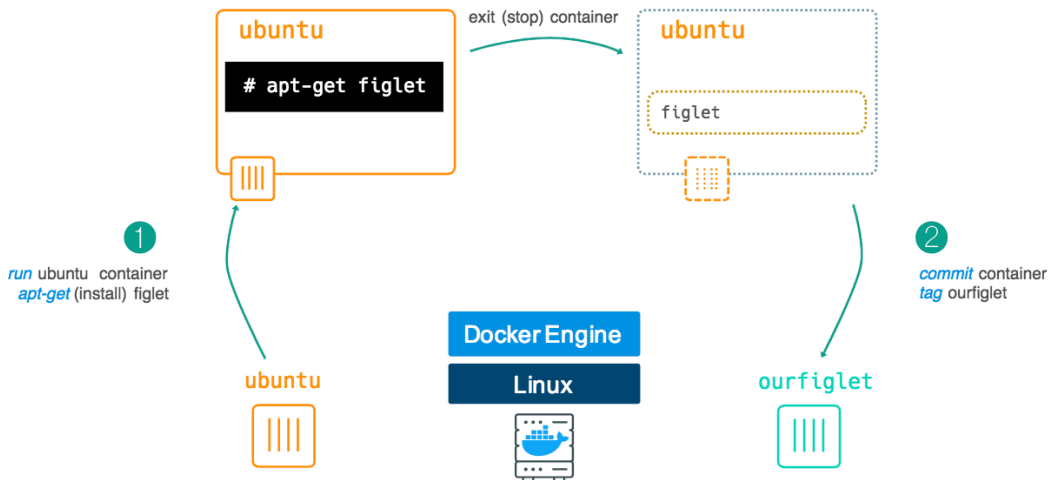 ubuntu
# apt-get figlet
exit (stop) container
ubuntu
figlet
1
run ubuntu container
apt-get (install) figlet
2
commit container
tag ourfiglet
Docker Engine
Linux
ubuntu
ourfiglet